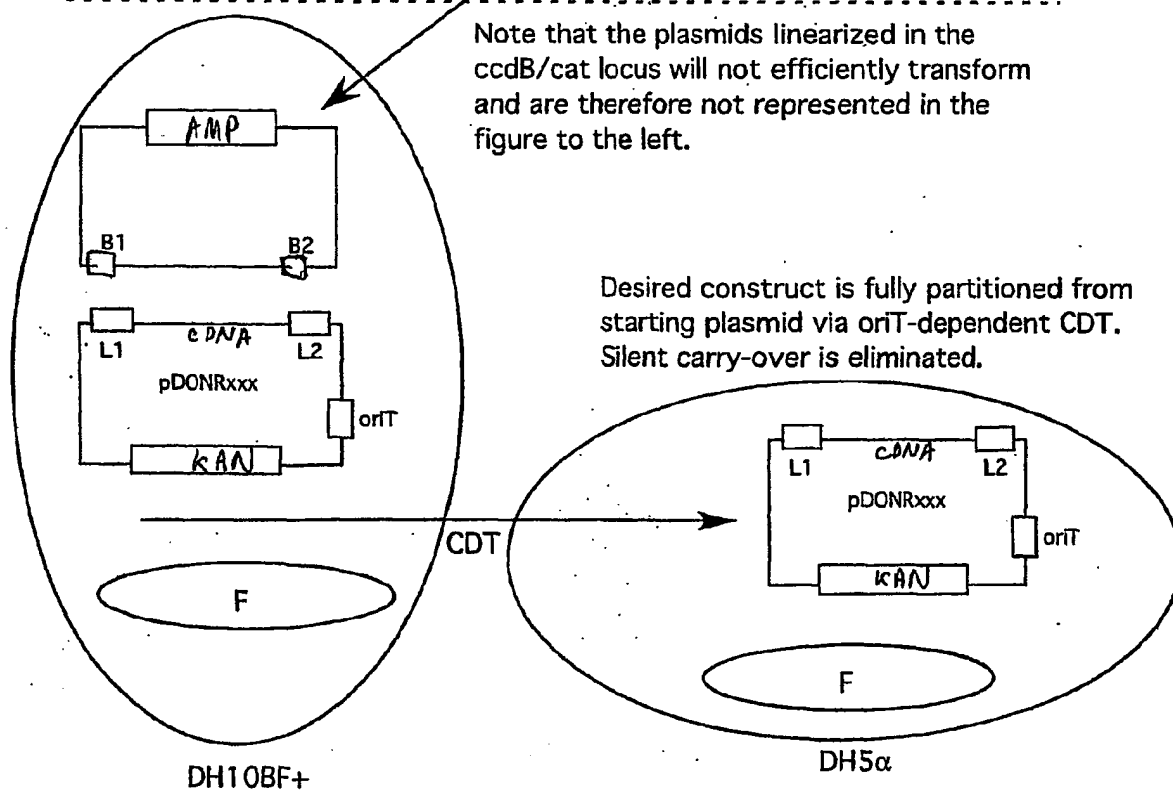 Note that the plasmids linearized in the
ccdB/cat locus will not efficiently transform
and are therefore not represented in the
figure to the left.
AMP
B1
B2
cDNA
L1
L2
pDONRxxx
oriT
KAN
Desired construct is fully partitioned from
starting plasmid via oriT-dependent CDT.
Silent carry-over is eliminated.
cDNA
L1
L2
pDONRxxx
oriT
KAN
CDT
F
F
DH10BF+
DH5α